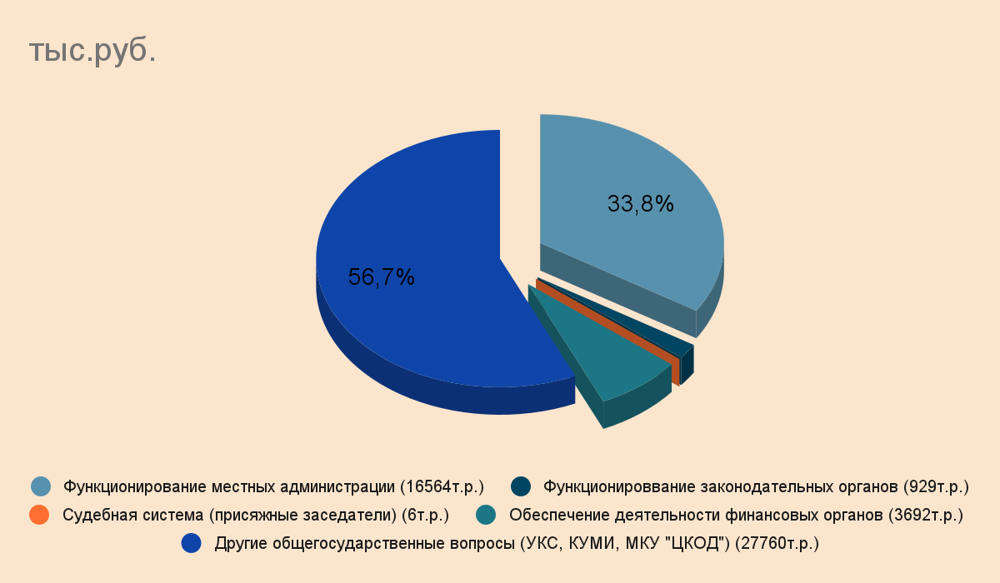 тыс.руб.
33,8%
56,7%
Функционирование местных администрации (16564т.р.)
Функционироввание законодательных органов (929т.р.)
Судебная система (присяжные заседатели) (6т.р.)
Обеспечение деятельности финансовых органов (3692т.р.)
Другие общегосударственные вопросы (УКС, КУМИ, МКУ "ЦКОД") (27760т.р.)